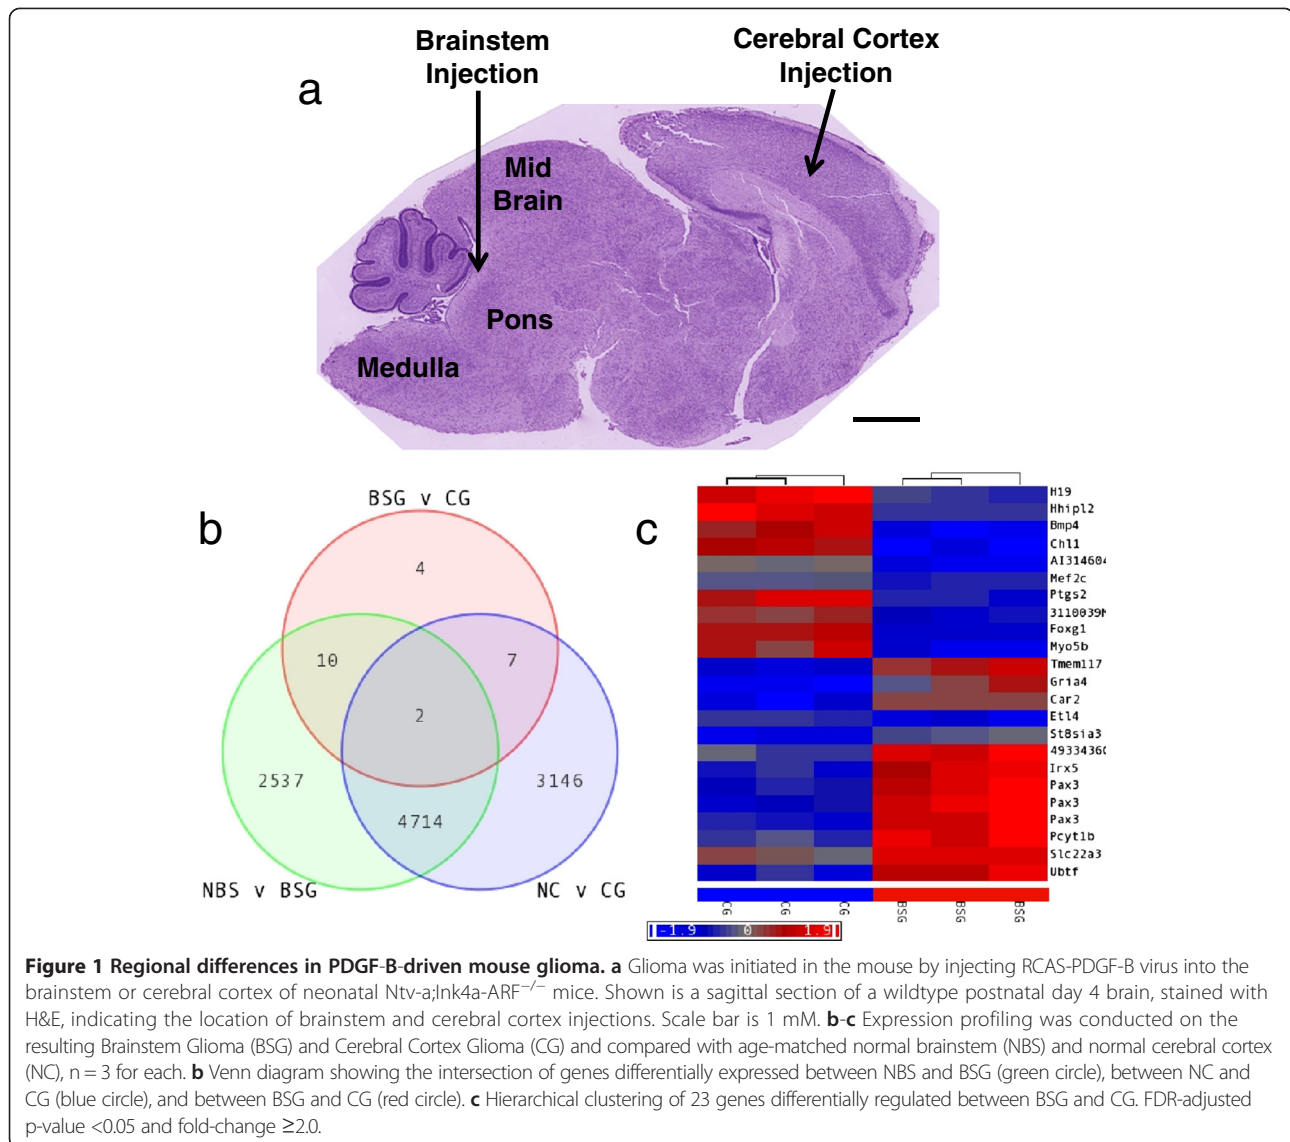 Brainstem
Injection
Cerebral Cortex
Injection
a
Mid
Brain
Pons
Medulla
b
BSG v CG
4
10
7
2
2537
3146
4714
NBS v BSG
NC v CG
c
H19
Hhipl2
Bmp4
Chl1
AI314604
Mef2c
Ptgs2
3110039M
Foxg1
Myo5b
Tmem117
Gria4
Car2
Etl4
St8sia3
4933436C
Irx5
Pax3
Pax3
Pax3
Pcyt1b
Slc22a3
Ubtf
CG
CG
CG
BSG
BSG
BSG
-1.9 0 1.9
Figure 1 Regional differences in PDGF-B-driven mouse glioma. a Glioma was initiated in the mouse by injecting RCAS-PDGF-B virus into the
brainstem or cerebral cortex of neonatal Ntv-a;Ink4a-ARF⁻/⁻ mice. Shown is a sagittal section of a wildtype postnatal day 4 brain, stained with
H&E, indicating the location of brainstem and cerebral cortex injections. Scale bar is 1 mM. b-c Expression profiling was conducted on the
resulting Brainstem Glioma (BSG) and Cerebral Cortex Glioma (CG) and compared with age-matched normal brainstem (NBS) and normal cerebral cortex
(NC), n = 3 for each. b Venn diagram showing the intersection of genes differentially expressed between NBS and BSG (green circle), between NC and
CG (blue circle), and between BSG and CG (red circle). c Hierarchical clustering of 23 genes differentially regulated between BSG and CG. FDR-adjusted
p-value <0.05 and fold-change ≥2.0.